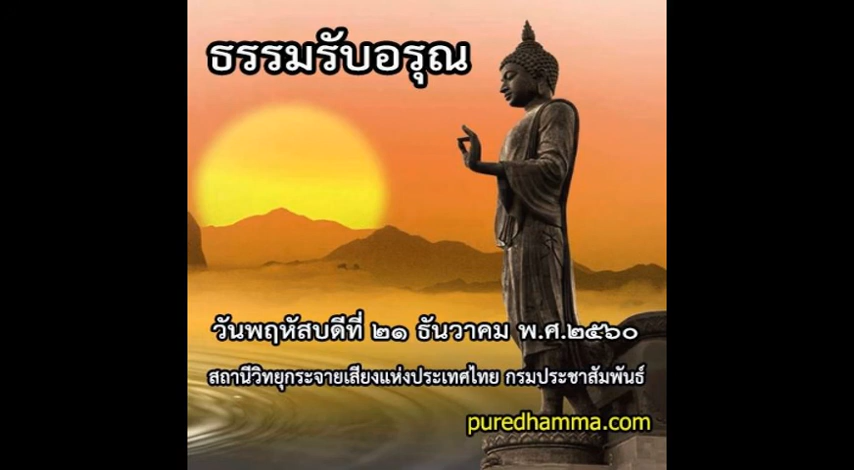 ธรรมรับอรุณ
วันพฤหัสบดีที่ ๒๑ ธันวาคม พ.ศ.๒๕๖๐
สถานีวิทยุกระจายเสียงแห่งประเทศไทย กรมประชาสัมพันธ์
puredhamma.com